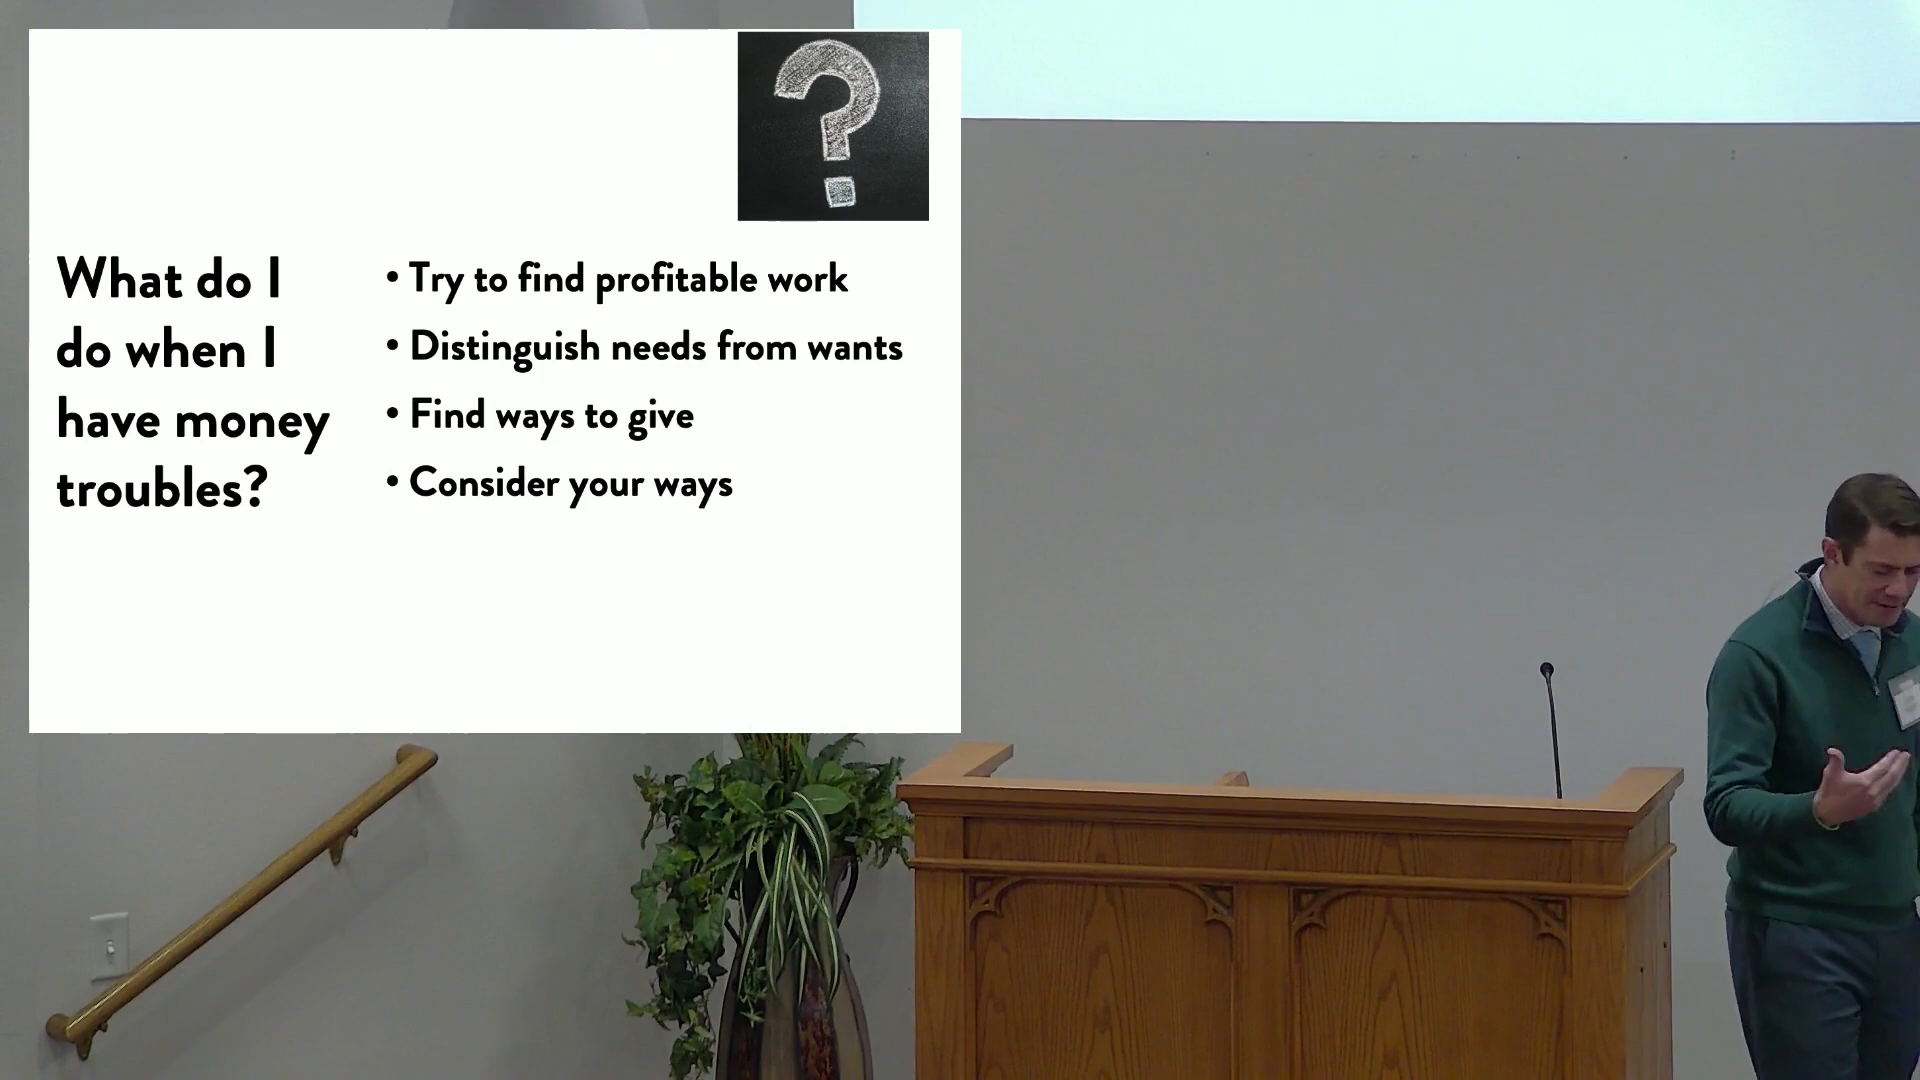 What do I
do when I
have money
troubles?
• Try to find profitable work
• Distinguish needs from wants
• Find ways to give
• Consider your ways